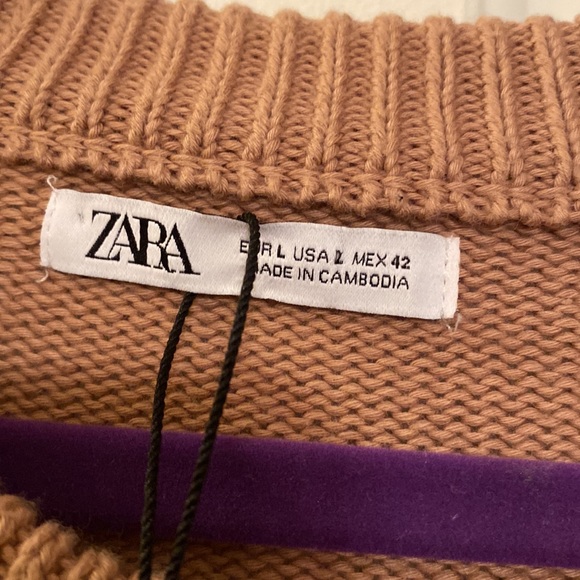 ZARA
EUR L USA L MEX 42
MADE IN CAMBODIA